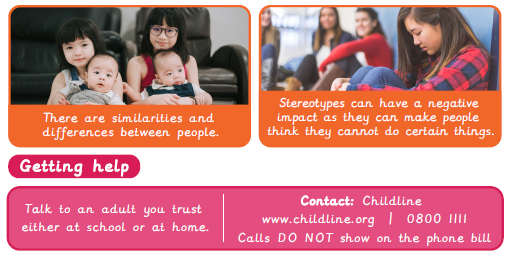 There are similarities and
differences between people.
Stereotypes can have a negative
impact as they can make people
think they cannot do certain things.
Getting help
Talk to an adult you trust
either at school or at home.
Contact: Childline
www.childline.org | 0800 1111
Calls DO NOT show on the phone bill